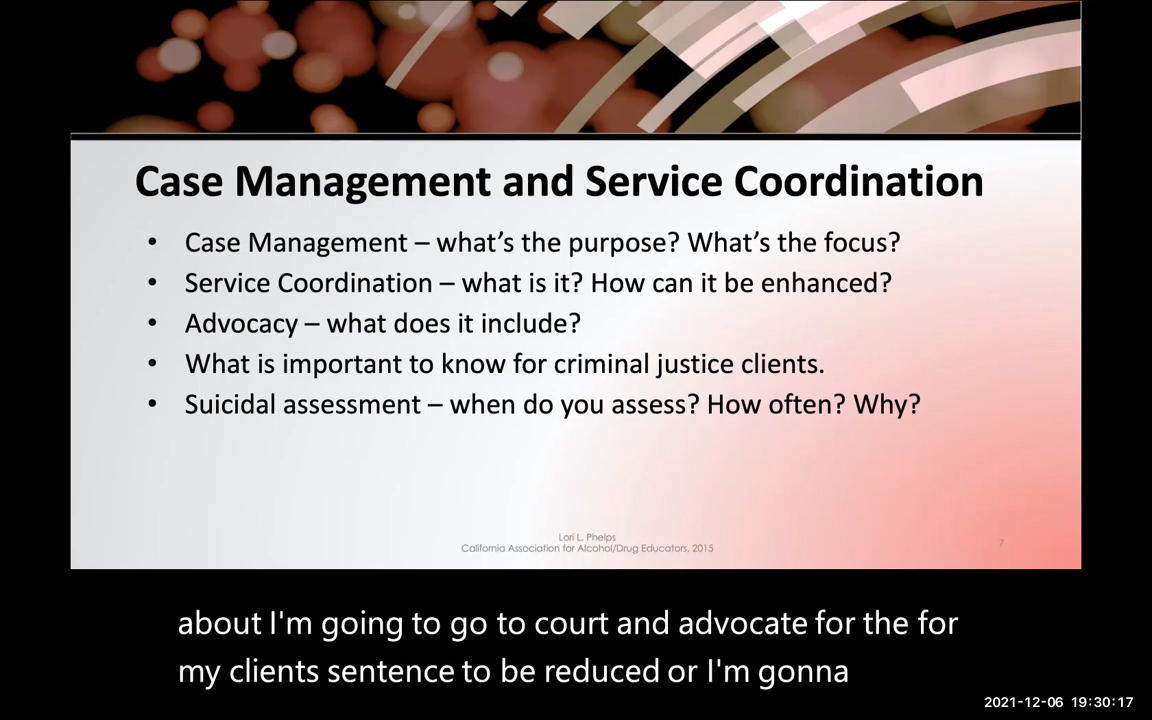 Case Management and Service Coordination
• Case Management – what's the purpose? What's the focus?
• Service Coordination – what is it? How can it be enhanced?
• Advocacy – what does it include?
• What is important to know for criminal justice clients.
• Suicidal assessment – when do you assess? How often? Why?
Lori L. Phelps
California Association for Alcohol/Drug Educators, 2015
7
about I'm going to go to court and advocate for the for
my clients sentence to be reduced or I'm gonna
2021-12-06 19:30:17